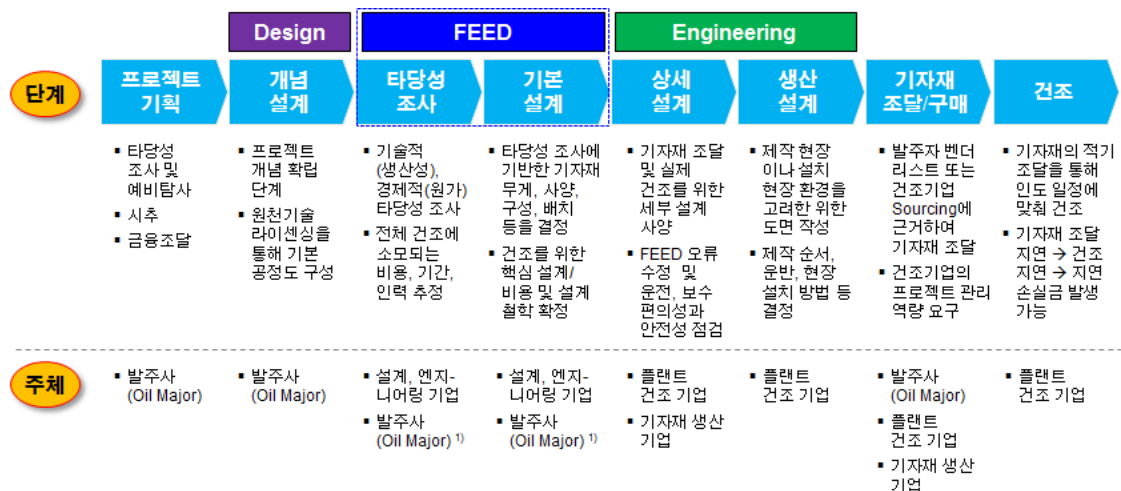 Design
FEED
Engineering
단계
프로젝트
기획
개념
설계
타당성
조사
기본
설계
상세
설계
생산
설계
기자재
조달/구매
건조
▪ 타당성
조사 및
예비탐사
▪ 시추
▪ 금융조달
▪ 프로젝트
개념 확립
단계
▪ 원천기술
라이센싱을
통해 기본
공정도 구성
▪ 기술적
(생산성),
경제적(원가)
타당성 조사
▪ 전체 건조에
소모되는
비용, 기간,
인력 추정
▪ 타당성 조사에
기반한 기자재
무게, 사양,
구성, 배치
등을 결정
▪ 건조를 위한
핵심 설계/
비용 및 설계
철학 확정
▪ 기자재 조달
및 실제
건조를 위한
세부 설계
사양
▪ FEED 오류
수정 및
운전, 보수
편의성과
안전성 점검
▪ 제작 현장
이나 설치
현장 환경을
고려한 위한
도면 작성
▪ 제작 순서,
운반, 현장
설치 방법 등
결정
▪ 발주자 벤더
리스트 또는
건조기업
Sourcing에
근거하여
기자재 조달
▪ 건조기업의
프로젝트 관리
역량 요구
▪ 기자재의 적기
조달을 통해
인도 일정에
맞춰 건조
▪ 기자재 조달
지연 → 건조
지연 → 지연
손실금 발생
가능
주체
▪ 발주사
(Oil Major)
▪ 발주사
(Oil Major)
▪ 설계, 엔지-
니어링 기업
▪ 발주사
(Oil Major) 1)
▪ 설계, 엔지-
니어링 기업
▪ 발주사
(Oil Major) 1)
▪ 플랜트
건조 기업
▪ 기자재 생산
기업
▪ 플랜트
건조 기업
▪ 발주사
(Oil Major)
▪ 플랜트
건조 기업
▪ 기자재 생산
기업
▪ 플랜트
건조 기업